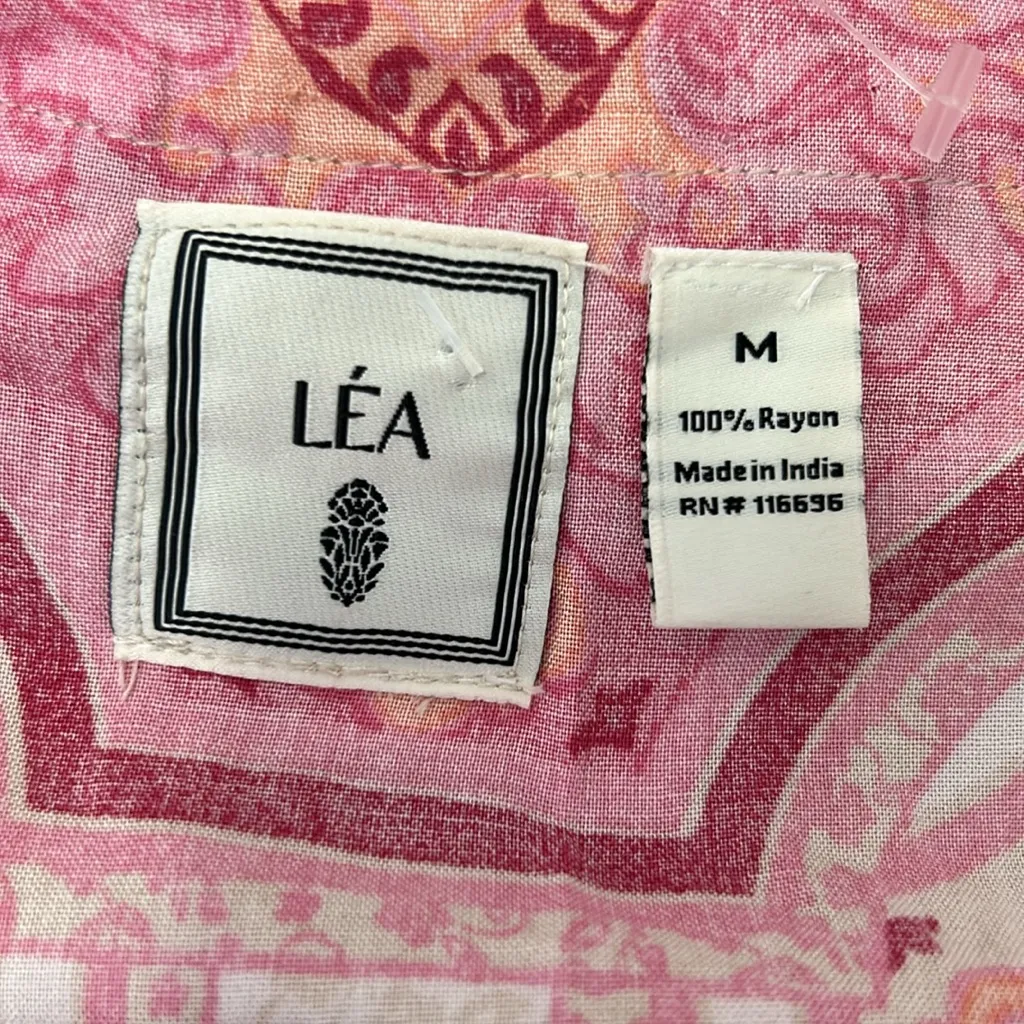 LÉA
M
100% Rayon
Made in India
RN# 116696